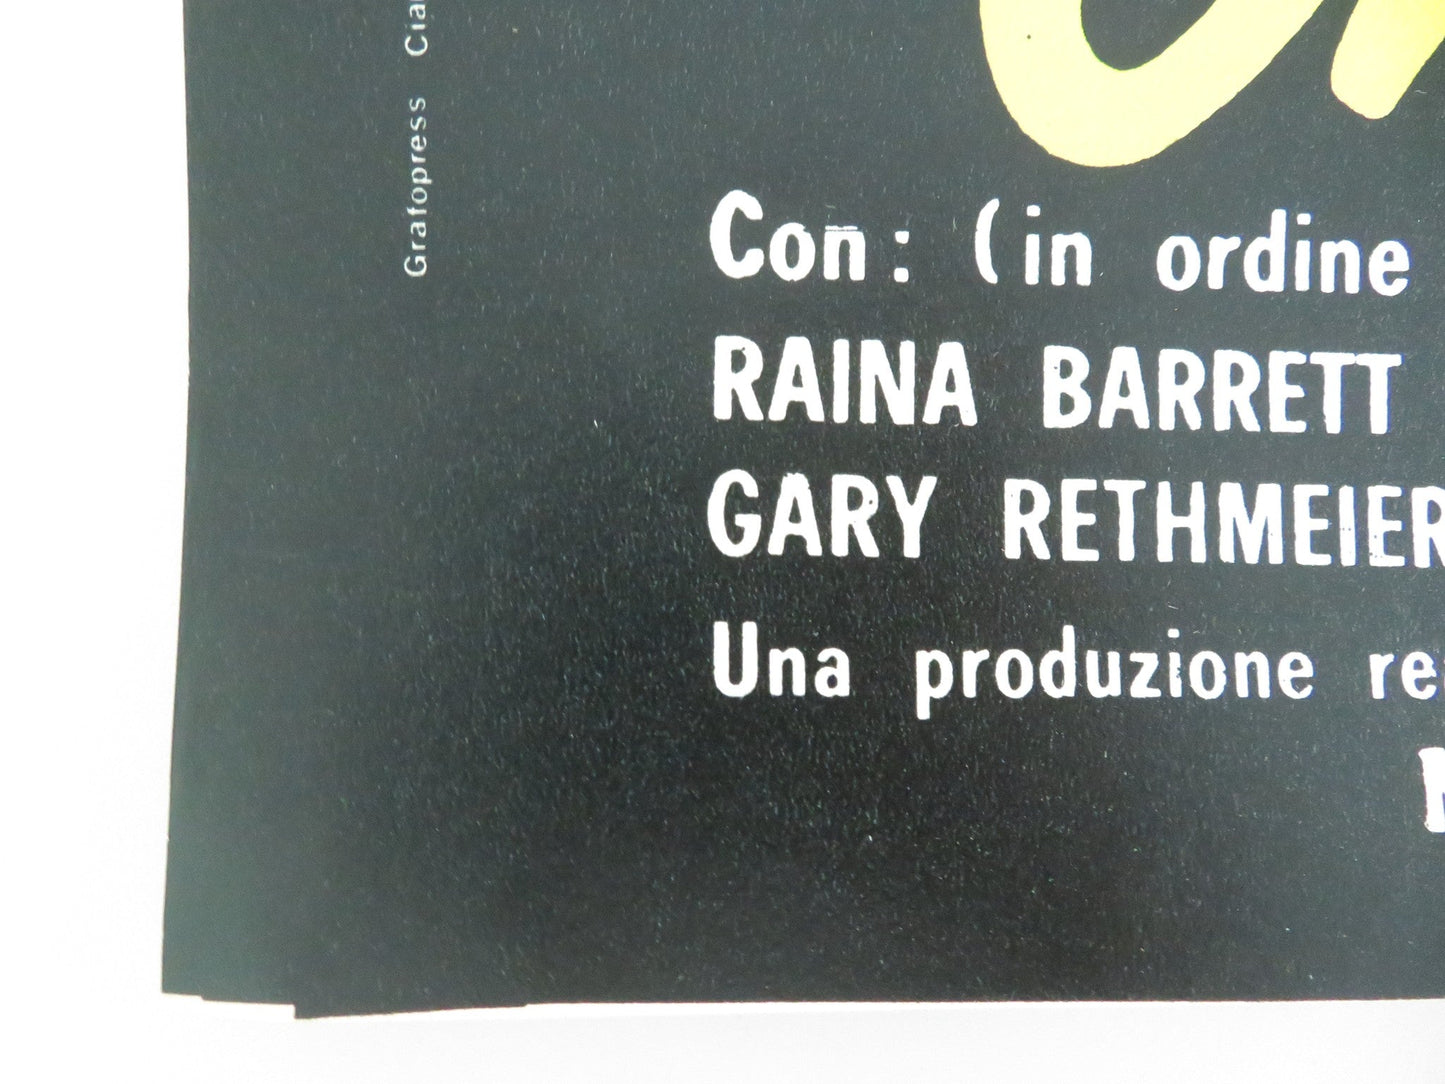 Grafopress
Con: (in ordine
RAINA BARRETT
GARY RETHMEIER
Una produzione